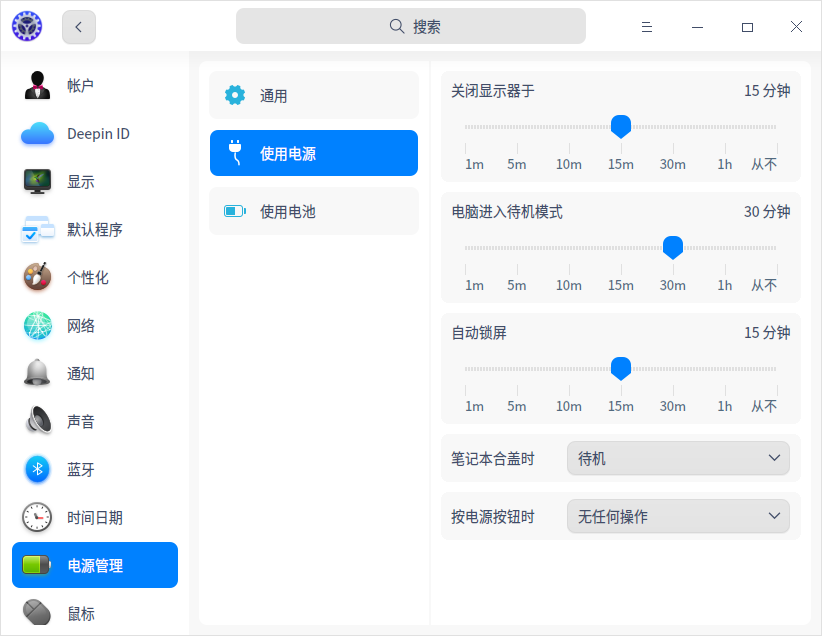 搜索
帐户
Deepin ID
显示
默认程序
个性化
网络
通知
声音
蓝牙
时间日期
电源管理
鼠标
通用
使用电源
使用电池
关闭显示器于 15 分钟
1m 5m 10m 15m 30m 1h 从不
电脑进入待机模式 30 分钟
1m 5m 10m 15m 30m 1h 从不
自动锁屏 15 分钟
1m 5m 10m 15m 30m 1h 从不
笔记本合盖时 待机
按电源按钮时 无任何操作